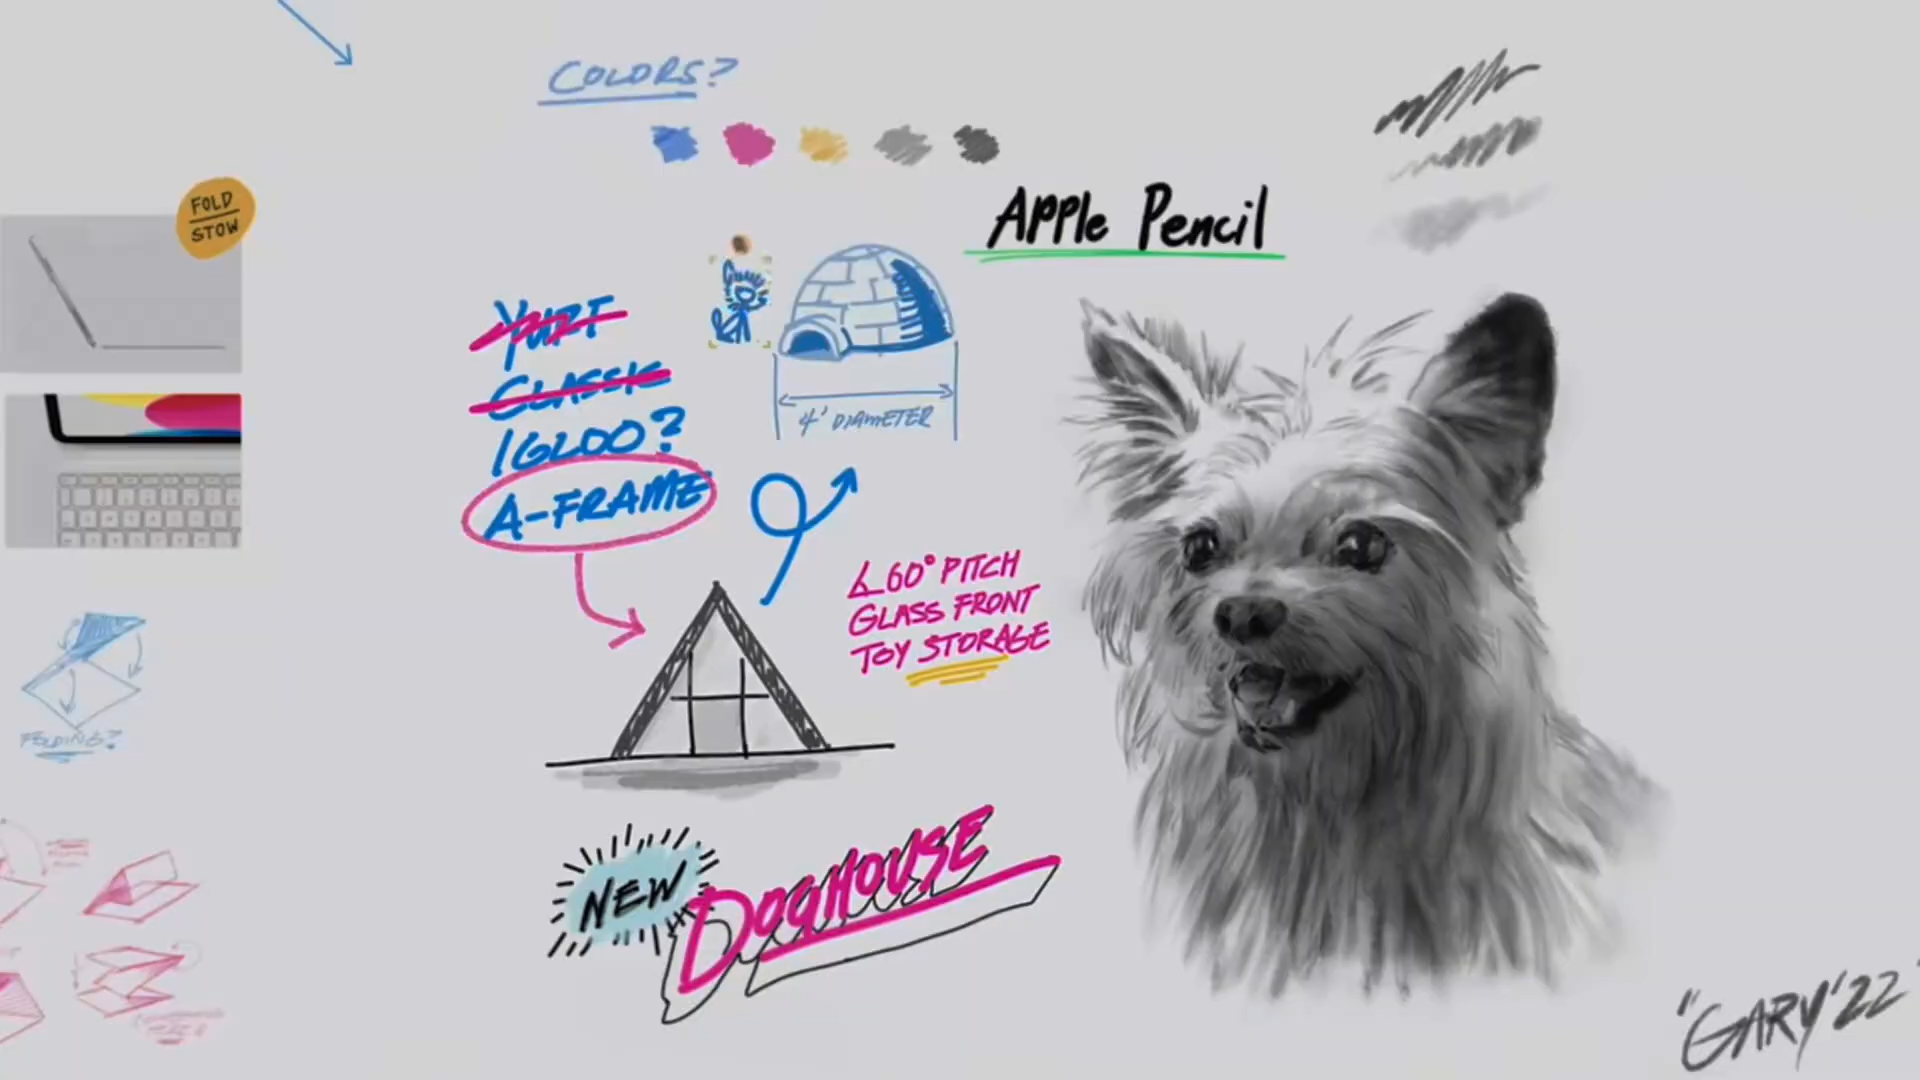 COLORS?
FOLD
STOW
Apple Pencil
YURT
CLASSIC
IGLOO?
A-FRAME
4' DIAMETER
∡60° PITCH
GLASS FRONT
TOY STORAGE
FOLDING?
NEW
DOGHOUSE
"GARY '22